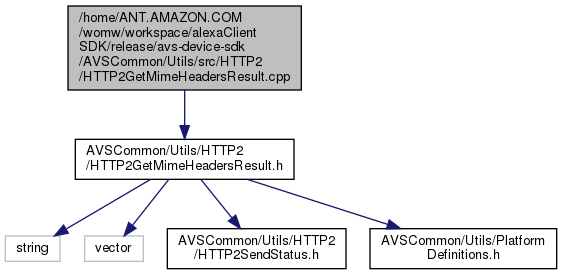 /home/ANT.AMAZON.COM
/womw/workspace/alexaClient
SDK/release/avs-device-sdk
/AVSCommon/Utils/src/HTTP2
/HTTP2GetMimeHeadersResult.cpp
AVSCommon/Utils/HTTP2
/HTTP2GetMimeHeadersResult.h
string
vector
AVSCommon/Utils/HTTP2
/HTTP2SendStatus.h
AVSCommon/Utils/Platform
Definitions.h